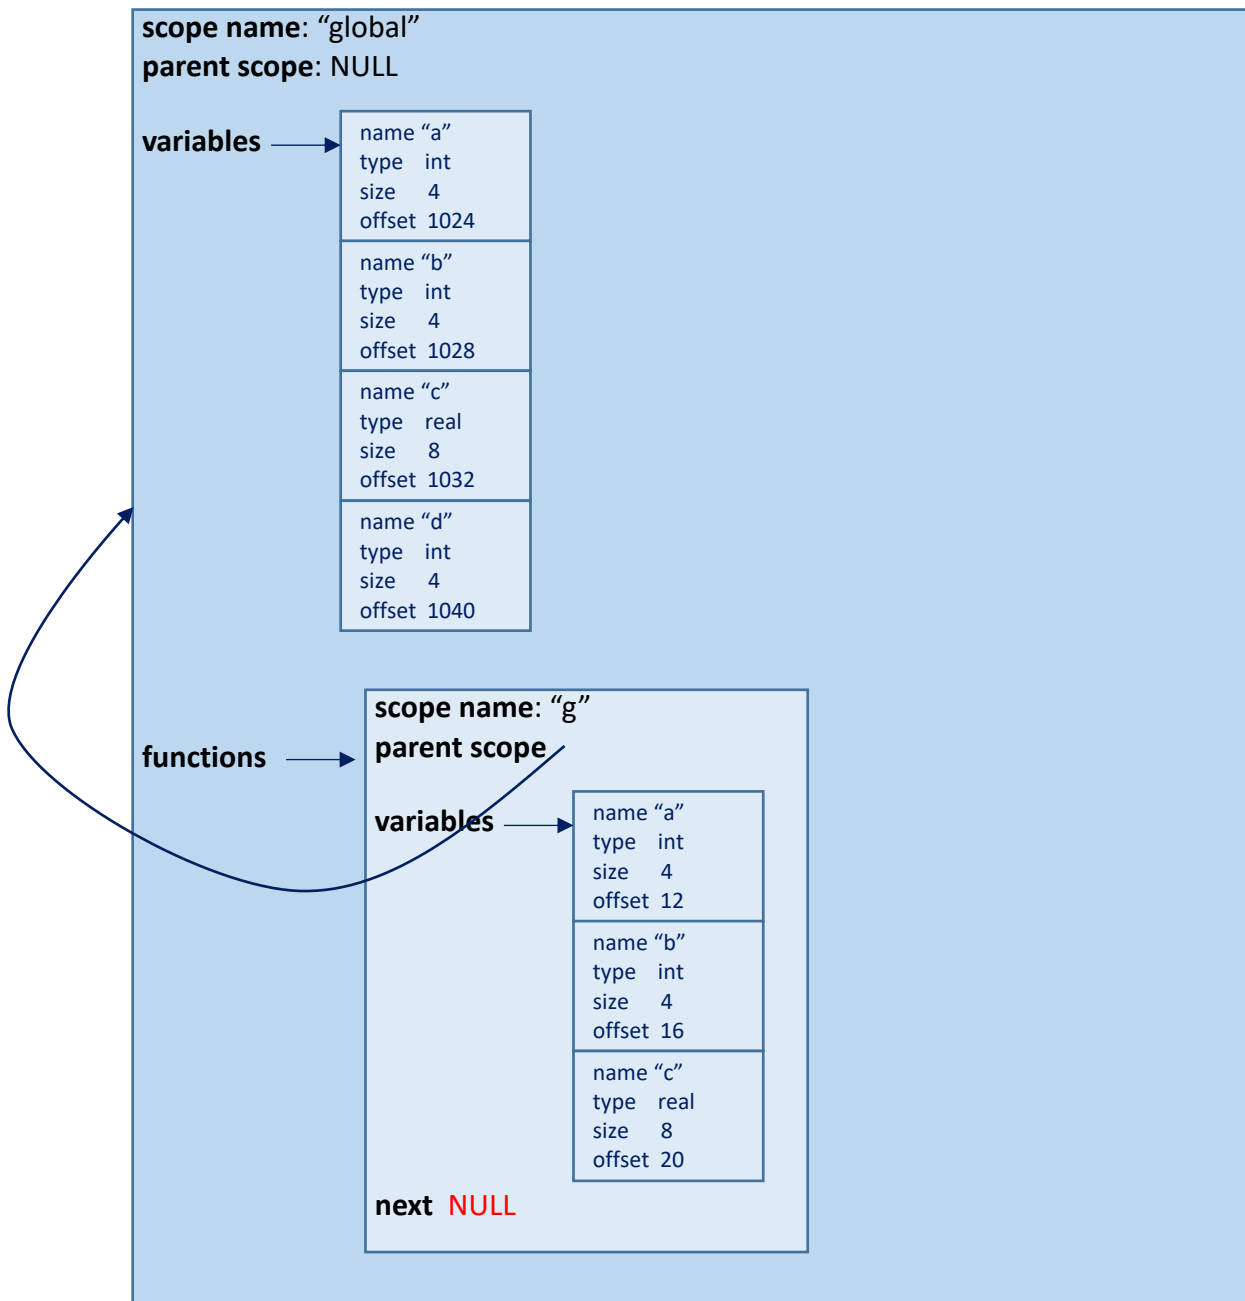 scope name: “global”
parent scope: NULL
variables
name “a”
type int
size 4
offset 1024
name “b”
type int
size 4
offset 1028
name “c”
type real
size 8
offset 1032
name “d”
type int
size 4
offset 1040
functions
scope name: “g”
parent scope
variables
name “a”
type int
size 4
offset 12
name “b”
type int
size 4
offset 16
name “c”
type real
size 8
offset 20
next NULL